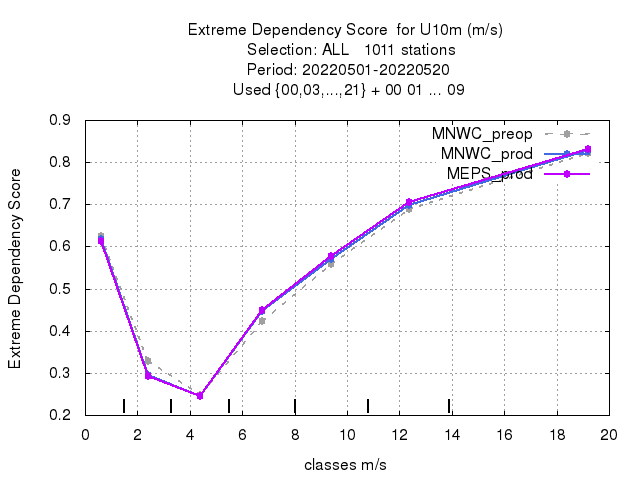 Extreme Dependency Score  for U10m (m/s)
Selection: ALL   1011 stations
Period: 20220501-20220520
Used {00,03,...,21} + 00 01 ... 09
MNWC_preop
MNWC_prod
MEPS_prod
Extreme Dependency Score
0.9
0.8
0.7
0.6
0.5
0.4
0.3
0.2
0 2 4 6 8 10 12 14 16 18 20
classes m/s